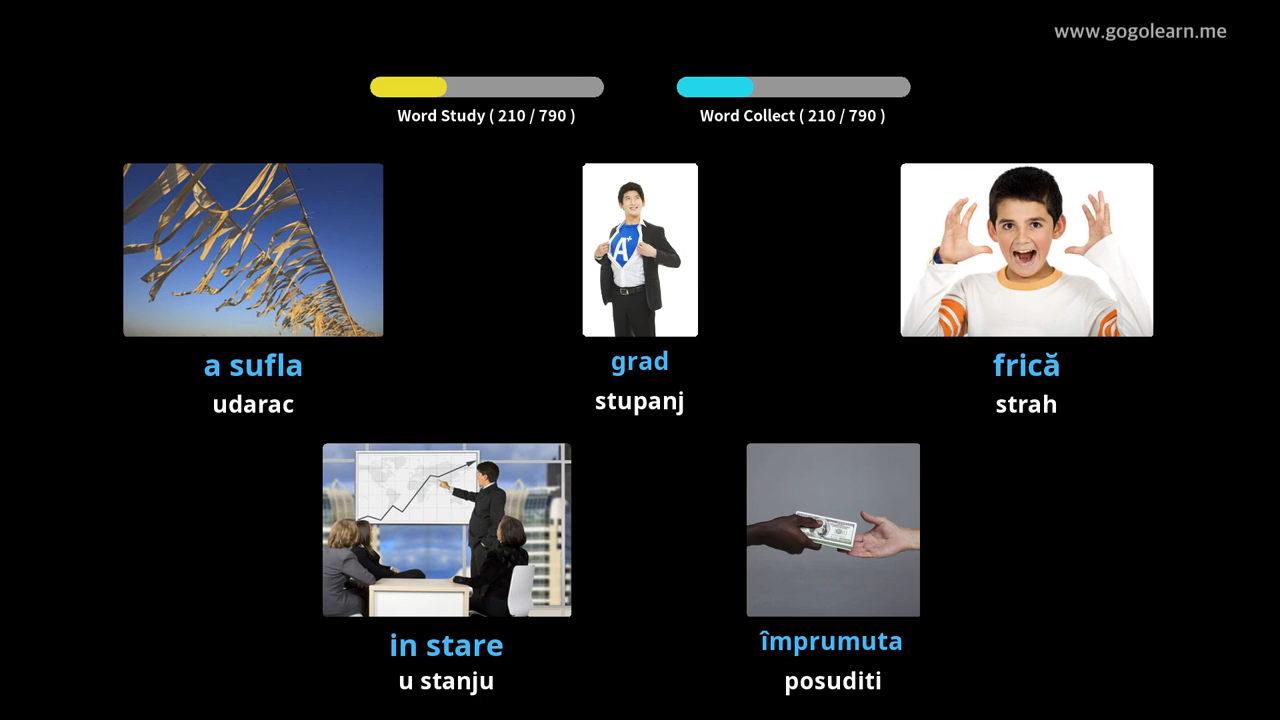 www.gogolearn.me
Word Study ( 210 / 790 )
Word Collect ( 210 / 790 )
A+
a sufla
udarac
grad
stupanj
frică
strah
in stare
u stanju
împrumuta
posuditi